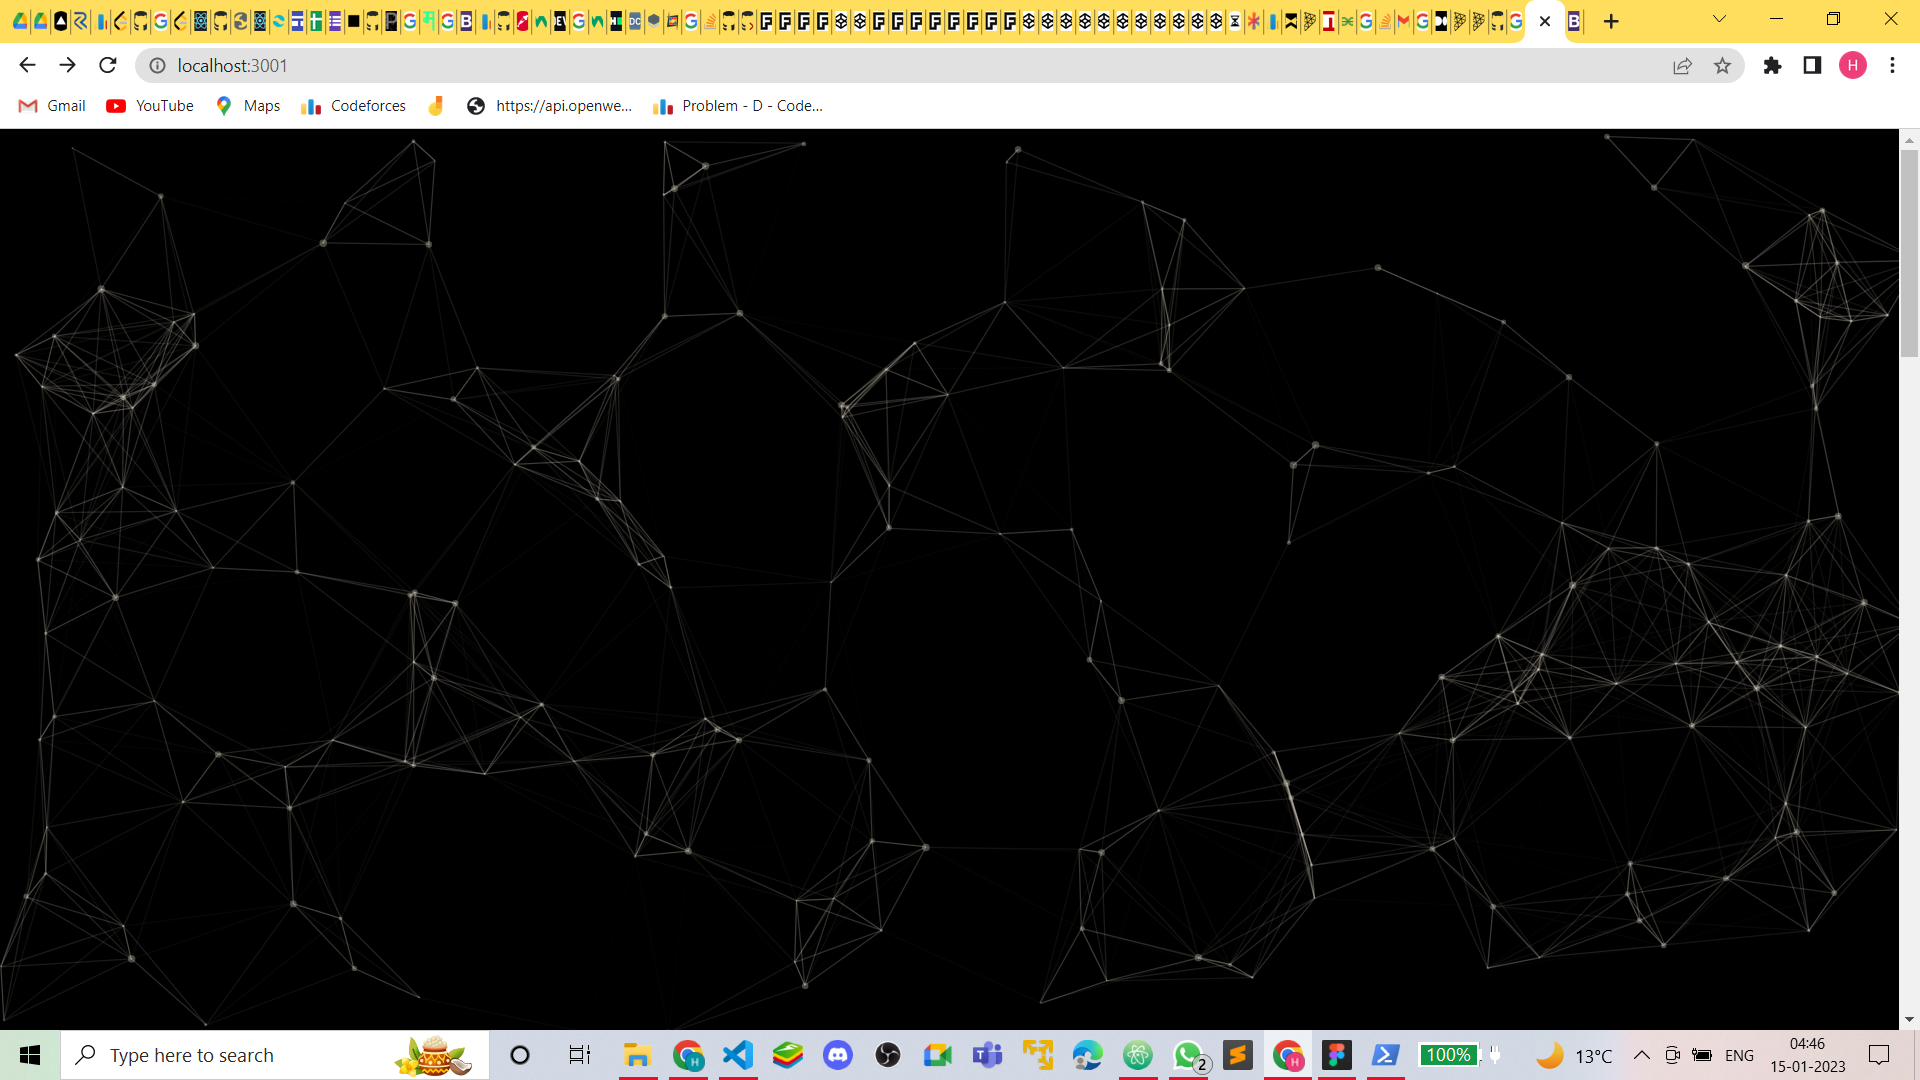 localhost:3001
H
Gmail YouTube Maps Codeforces https://api.openwe... Problem - D - Code...
Type here to search
2
100%
13°C
ENG
04:46
15-01-2023